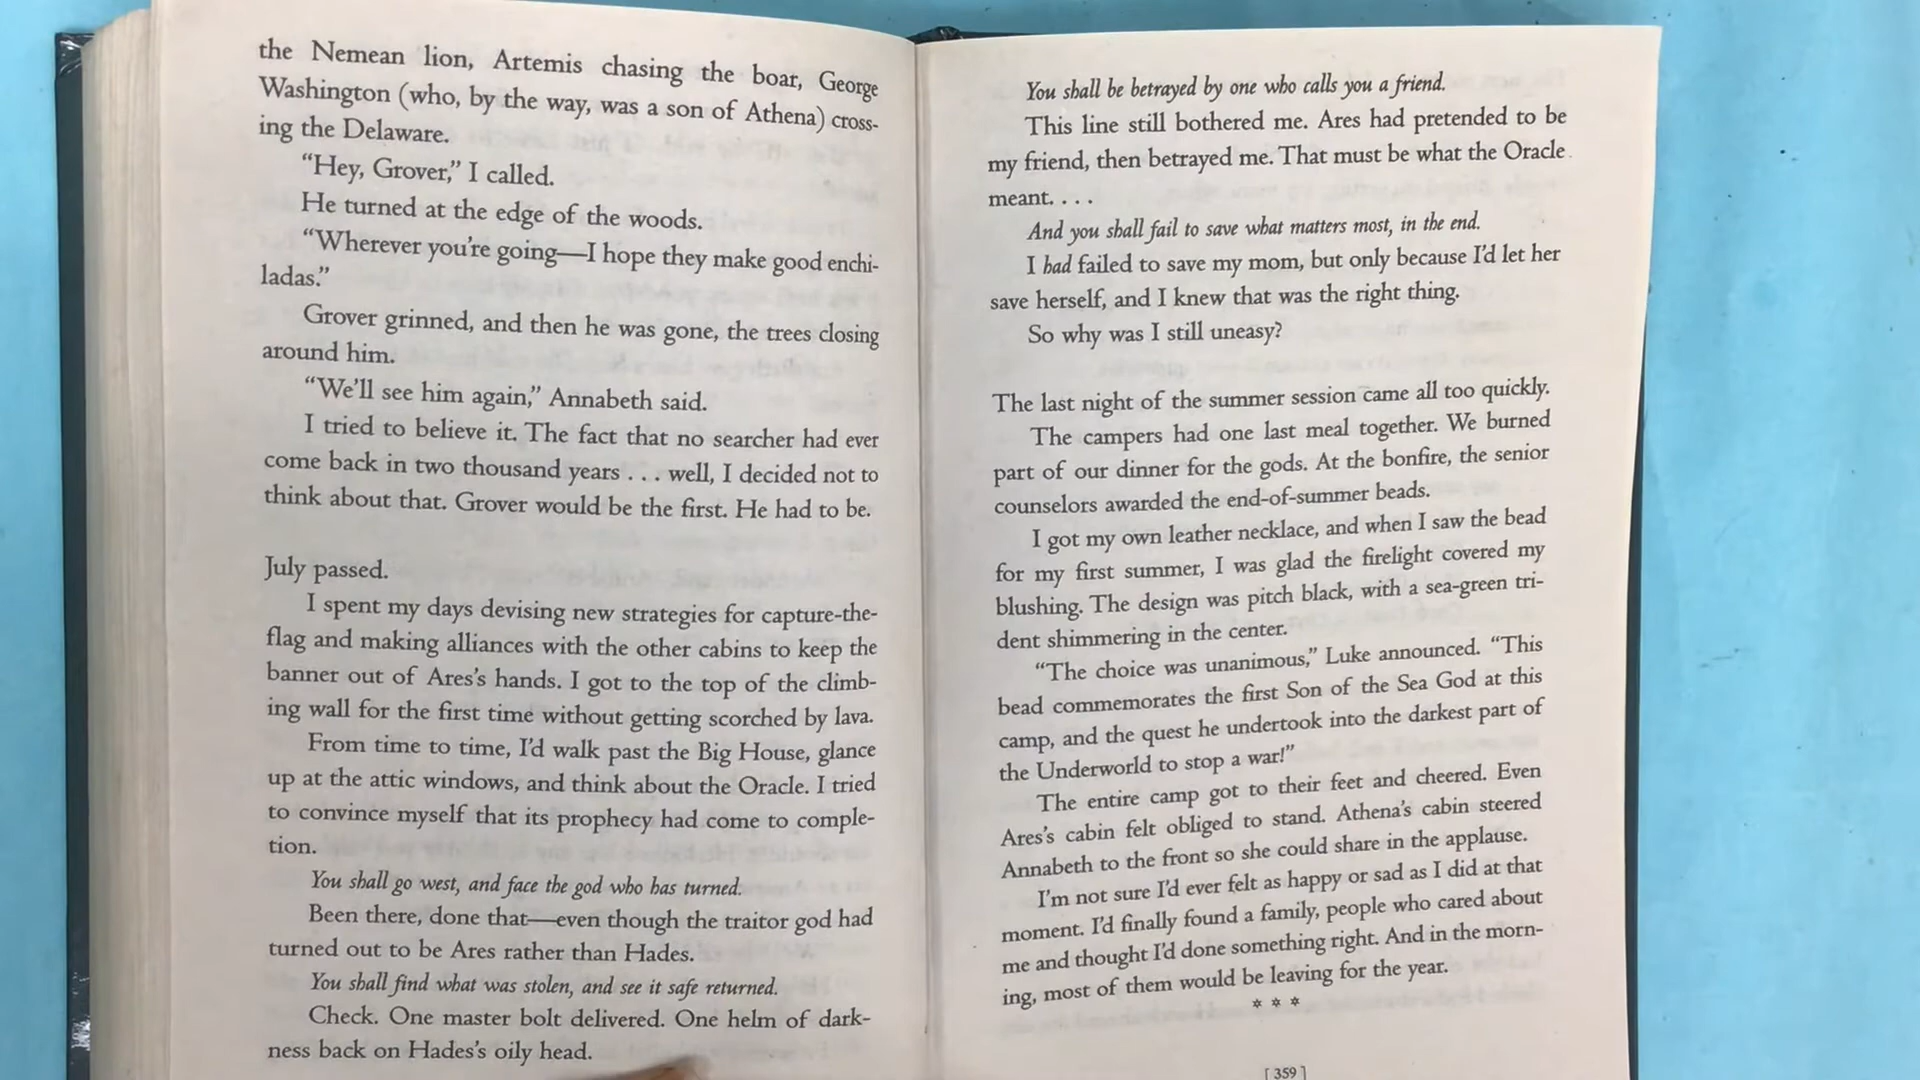 the Nemean lion, Artemis chasing the boar, George
Washington (who, by the way, was a son of Athena) cross-
ing the Delaware.
“Hey, Grover,” I called.
He turned at the edge of the woods.
“Wherever you're going—I hope they make good enchi-
ladas.”
Grover grinned, and then he was gone, the trees closing
around him.
“We'll see him again,” Annabeth said.
I tried to believe it. The fact that no searcher had ever
come back in two thousand years . . . well, I decided not to
think about that. Grover would be the first. He had to be.
July passed.
I spent my days devising new strategies for capture-the-
flag and making alliances with the other cabins to keep the
banner out of Ares's hands. I got to the top of the climb-
ing wall for the first time without getting scorched by lava.
From time to time, I'd walk past the Big House, glance
up at the attic windows, and think about the Oracle. I tried
to convince myself that its prophecy had come to comple-
tion.
You shall go west, and face the god who has turned.
Been there, done that—even though the traitor god had
turned out to be Ares rather than Hades.
You shall find what was stolen, and see it safe returned.
Check. One master bolt delivered. One helm of dark-
ness back on Hades's oily head.
You shall be betrayed by one who calls you a friend.
This line still bothered me. Ares had pretended to be
my friend, then betrayed me. That must be what the Oracle
meant. . . .
And you shall fail to save what matters most, in the end.
I had failed to save my mom, but only because I'd let her
save herself, and I knew that was the right thing.
So why was I still uneasy?
The last night of the summer session came all too quickly.
The campers had one last meal together. We burned
part of our dinner for the gods. At the bonfire, the senior
counselors awarded the end-of-summer beads.
I got my own leather necklace, and when I saw the bead
for my first summer, I was glad the firelight covered my
blushing. The design was pitch black, with a sea-green tri-
dent shimmering in the center.
“The choice was unanimous,” Luke announced. “This
bead commemorates the first Son of the Sea God at this
camp, and the quest he undertook into the darkest part of
the Underworld to stop a war!”
The entire camp got to their feet and cheered. Even
Ares's cabin felt obliged to stand. Athena's cabin steered
Annabeth to the front so she could share in the applause.
I'm not sure I'd ever felt as happy or sad as I did at that
moment. I'd finally found a family, people who cared about
me and thought I'd done something right. And in the morn-
ing, most of them would be leaving for the year.
* * *
[ 359 ]